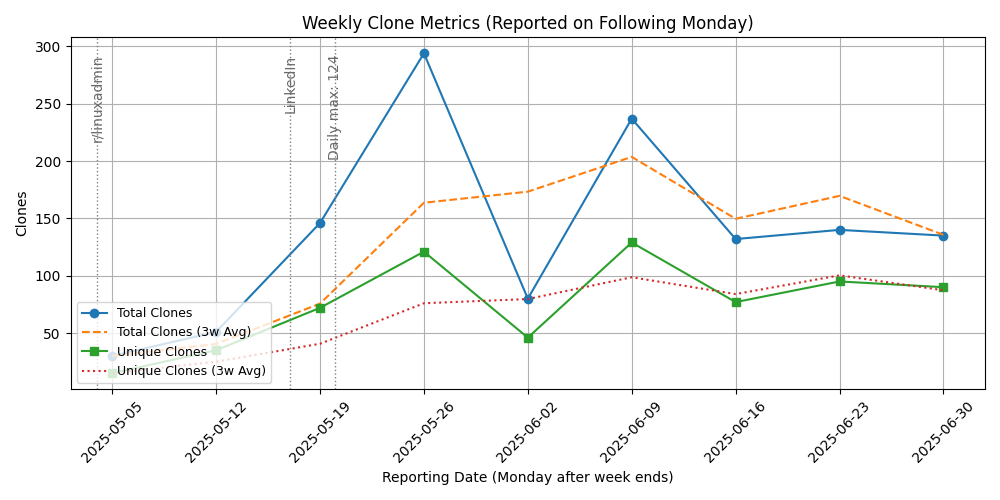 Weekly Clone Metrics (Reported on Following Monday)
300
250
200
150
100
50
Clones
r/linuxadmin
LinkedIn
Daily max: 124
Total Clones
Total Clones (3w Avg)
Unique Clones
Unique Clones (3w Avg)
2025-05-05
2025-05-12
2025-05-19
2025-05-26
2025-06-02
2025-06-09
2025-06-16
2025-06-23
2025-06-30
Reporting Date (Monday after week ends)